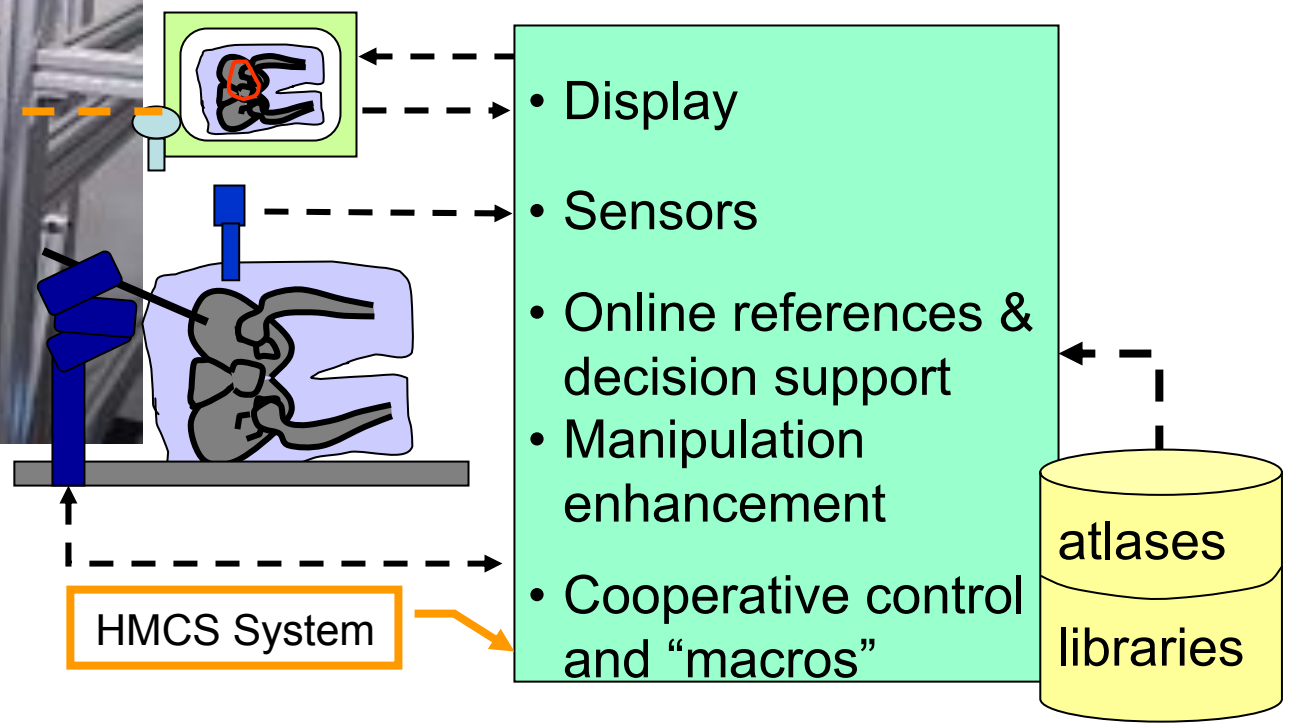 • Display
• Sensors
• Online references &
decision support
• Manipulation
enhancement
• Cooperative control
and “macros”
HMCS System
atlases
libraries